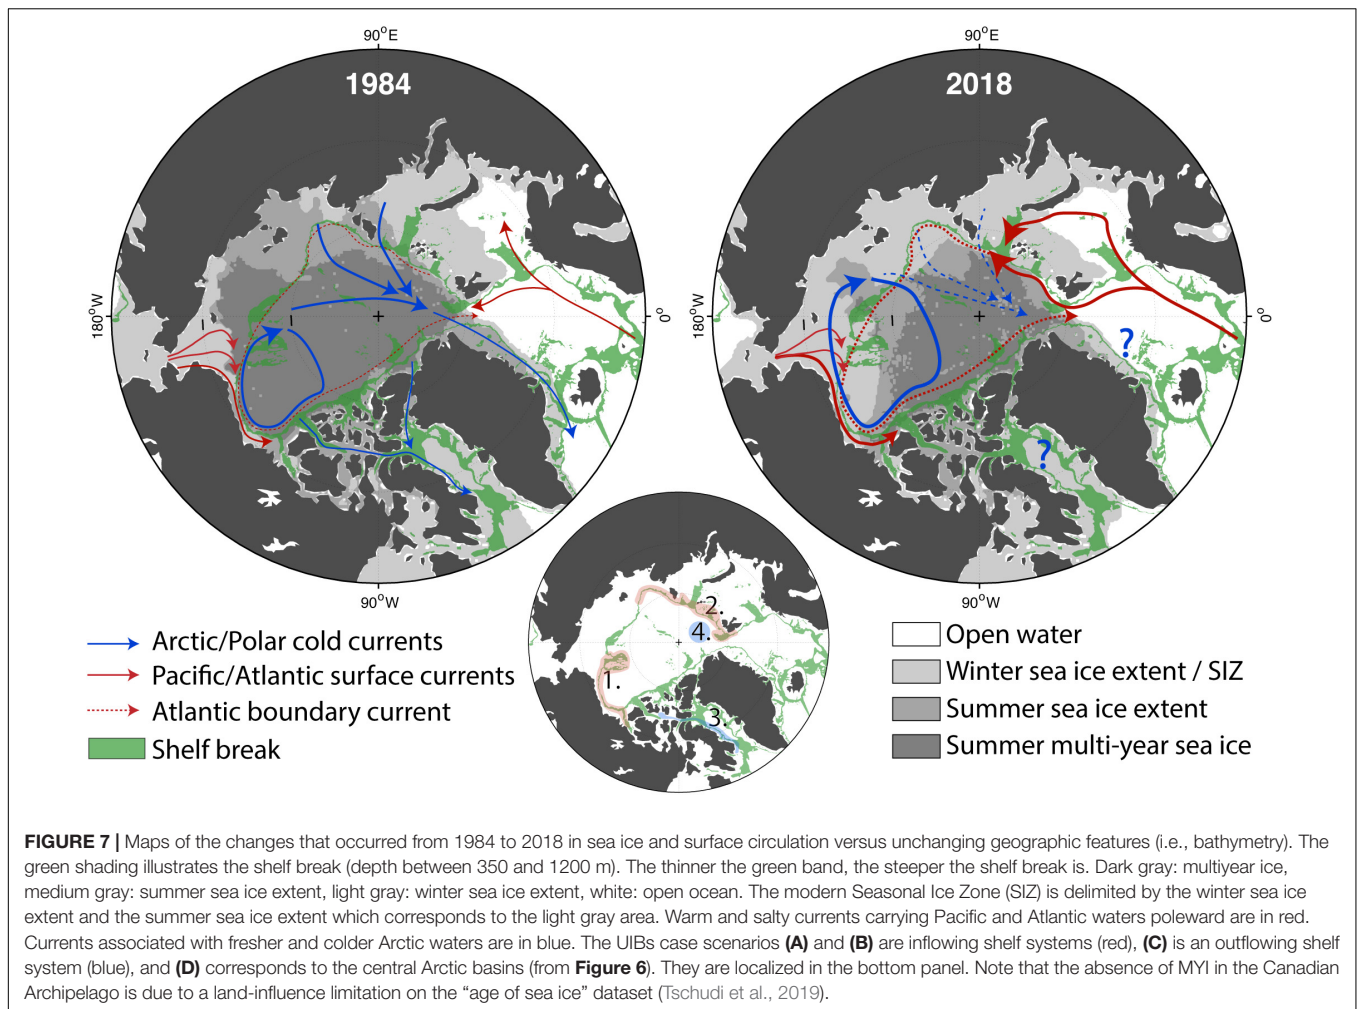 90°E
90°E
1984
2018
180°W
0°
180°W
0°
?
?
90°W
90°W
1.
2.
3.
4.
Arctic/Polar cold currents
Pacific/Atlantic surface currents
Atlantic boundary current
Shelf break
Open water
Winter sea ice extent / SIZ
Summer sea ice extent
Summer multi-year sea ice
FIGURE 7 | Maps of the changes that occurred from 1984 to 2018 in sea ice and surface circulation versus unchanging geographic features (i.e., bathymetry). The
green shading illustrates the shelf break (depth between 350 and 1200 m). The thinner the green band, the steeper the shelf break is. Dark gray: multiyear ice,
medium gray: summer sea ice extent, light gray: winter sea ice extent, white: open ocean. The modern Seasonal Ice Zone (SIZ) is delimited by the winter sea ice
extent and the summer sea ice extent which corresponds to the light gray area. Warm and salty currents carrying Pacific and Atlantic waters poleward are in red.
Currents associated with fresher and colder Arctic waters are in blue. The UIBs case scenarios (A) and (B) are inflowing shelf systems (red), (C) is an outflowing shelf
system (blue), and (D) corresponds to the central Arctic basins (from Figure 6). They are localized in the bottom panel. Note that the absence of MYI in the Canadian
Archipelago is due to a land-influence limitation on the “age of sea ice” dataset (Tschudi et al., 2019).